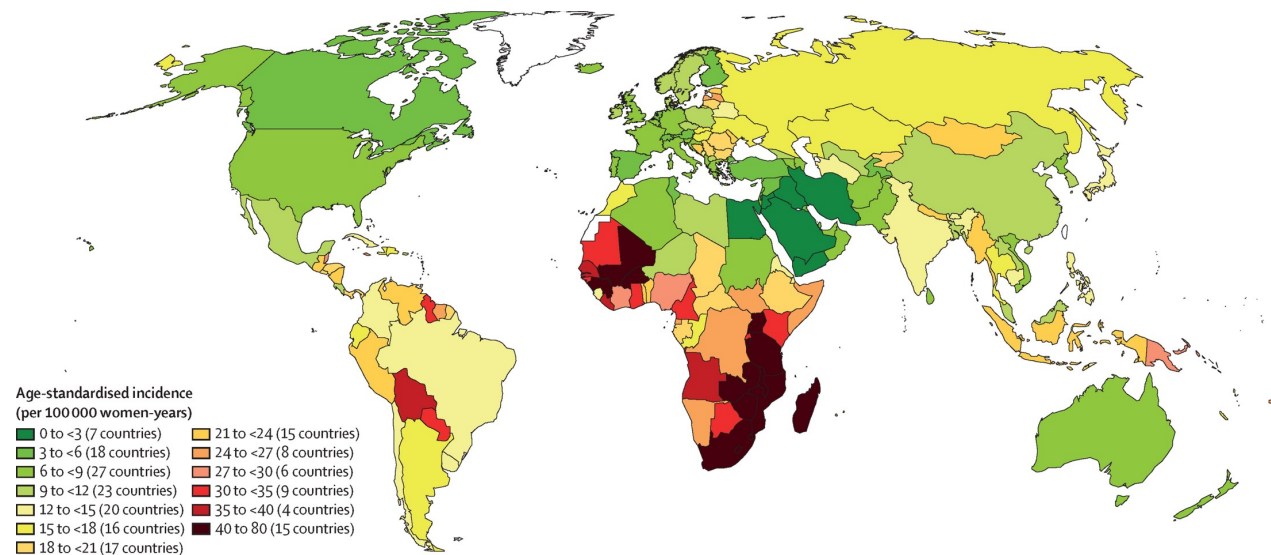 Age-standardised incidence
(per 100 000 women-years)
0 to <3 (7 countries)
3 to <6 (18 countries)
6 to <9 (27 countries)
9 to <12 (23 countries)
12 to <15 (20 countries)
15 to <18 (16 countries)
18 to <21 (17 countries)
21 to <24 (15 countries)
24 to <27 (8 countries)
27 to <30 (6 countries)
30 to <35 (9 countries)
35 to <40 (4 countries)
40 to 80 (15 countries)